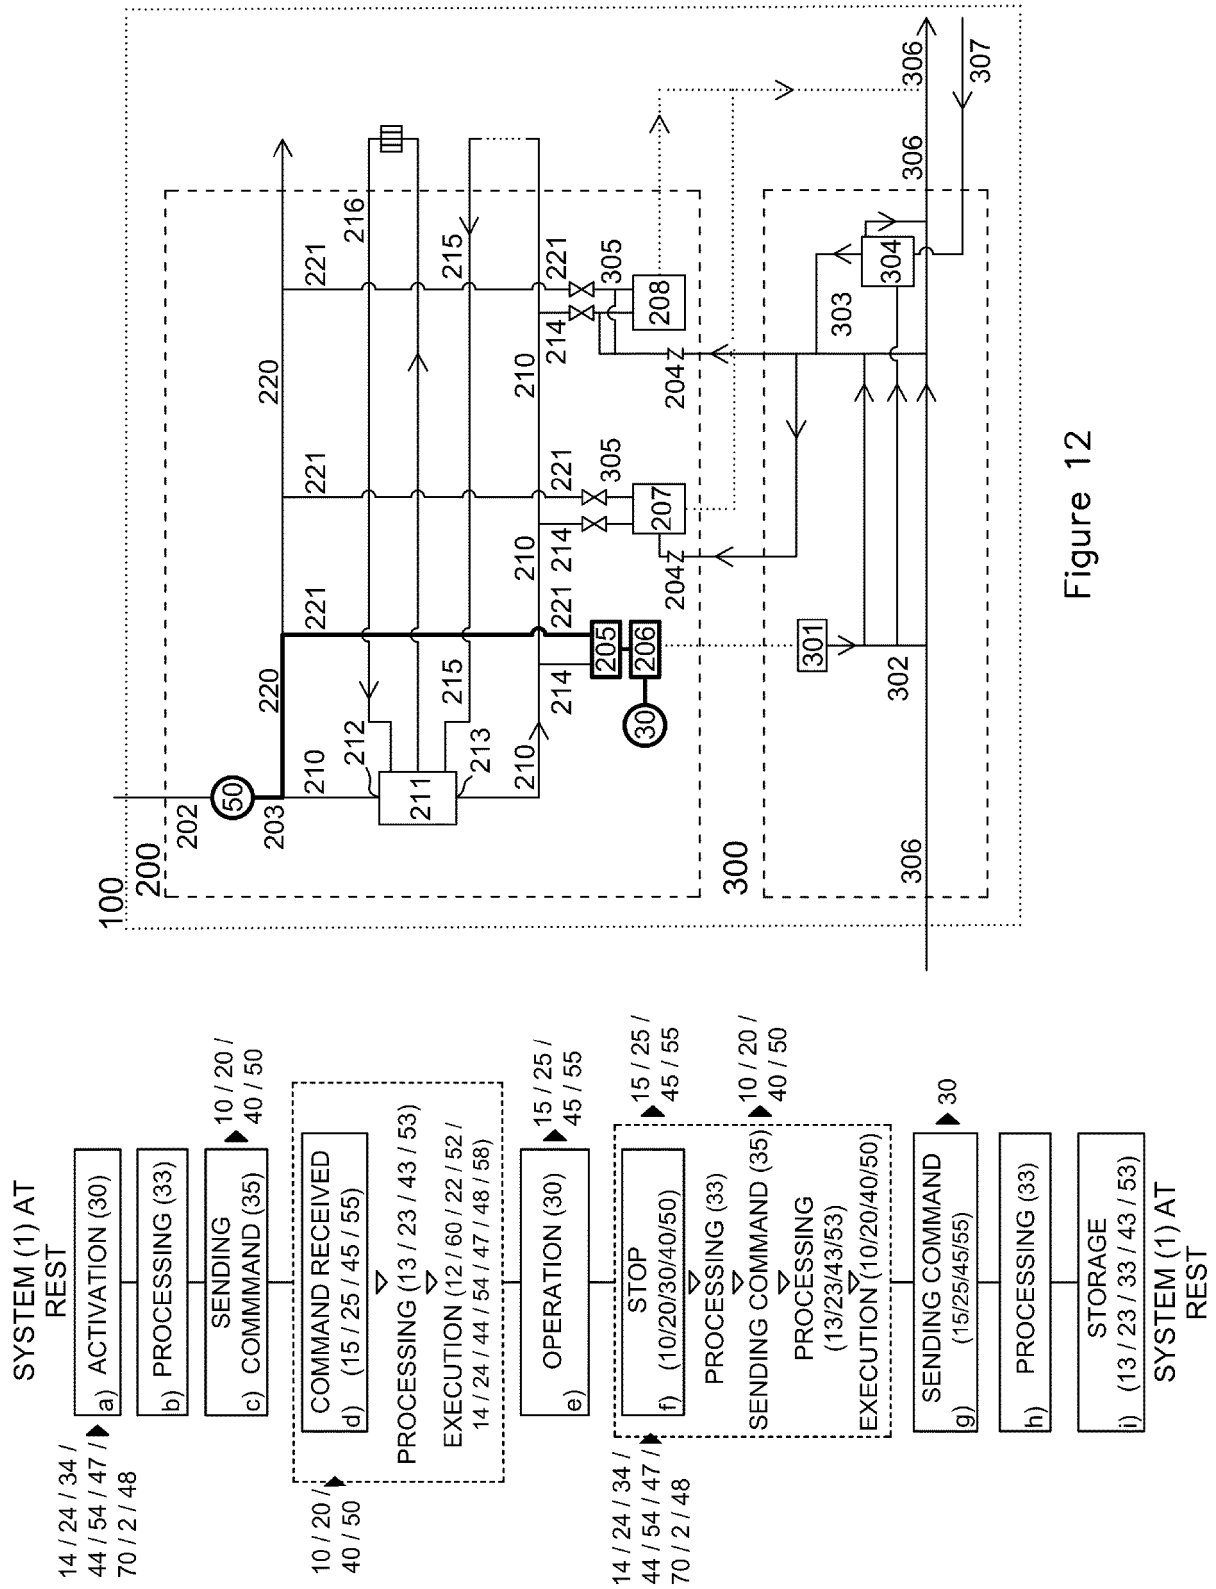 SYSTEM (1) AT
REST
14 / 24 / 34 /
44 / 54 / 47 /
70 / 2 / 48
a) ACTIVATION (30)
b) PROCESSING (33)
SENDING
c) COMMMAND (35)
10 / 20 /
40 / 50
10 / 20 /
40 / 50
COMMAND RECEIVED
d) (15 / 25 / 45 / 55)
PROCESSING (13 / 23 / 43 / 53)
EXECUTION (12 / 60 / 22 / 52 /
14 / 24 / 44 / 54 / 47 / 48 / 58)
e) OPERATION (30)
15 / 25 /
45 / 55
14 / 24 / 34 /
44 / 54 / 47 /
70 / 2 / 48
STOP
f) (10/20/30/40/50)
15 / 25 /
45 / 55
PROCESSING (33)
SENDING COMMAND (35)
10 / 20 /
40 / 50
PROCESSING
(13/23/43/53)
EXECUTION (10/20/40/50)
SENDING COMMAND
g) (15/25/45/55)
30
h) PROCESSING (33)
STORAGE
i) (13 / 23 / 33 / 43 / 53)
SYSTEM (1) AT
REST
100
200
202
50
203
220
220
221
221
221
210
212
216
211
215
215
213
210
210
210
214
221
214
221
214
221
305
305
205
206
30
207
208
204
204
300
301
302
303
304
306
306
306
307
Figure 12